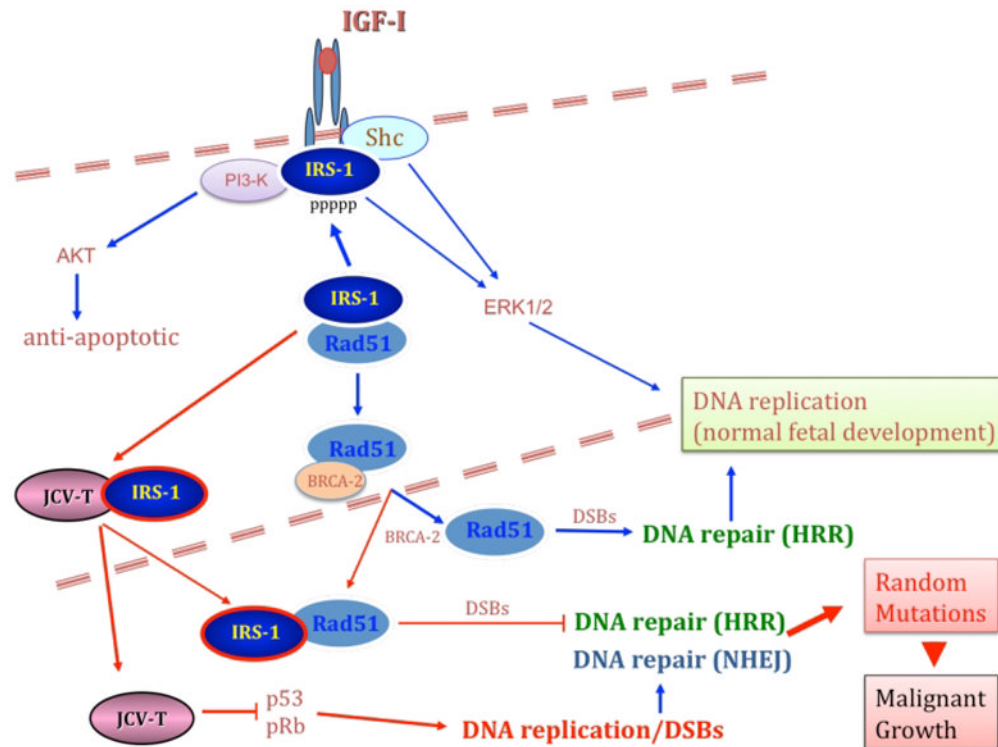 IGF-I
Shc
PI3-K
IRS-1
ppppp
AKT
IRS-1
ERK1/2
anti-apoptotic
Rad51
DNA replication
(normal fetal development)
Rad51
BRCA-2
JCV-T
IRS-1
BRCA-2
Rad51
DSBs
DNA repair (HRR)
Random
Mutations
IRS-1
Rad51
DSBs
DNA repair (HRR)
DNA repair (NHEJ)
JCV-T
p53
pRb
DNA replication/DSBs
Malignant
Growth